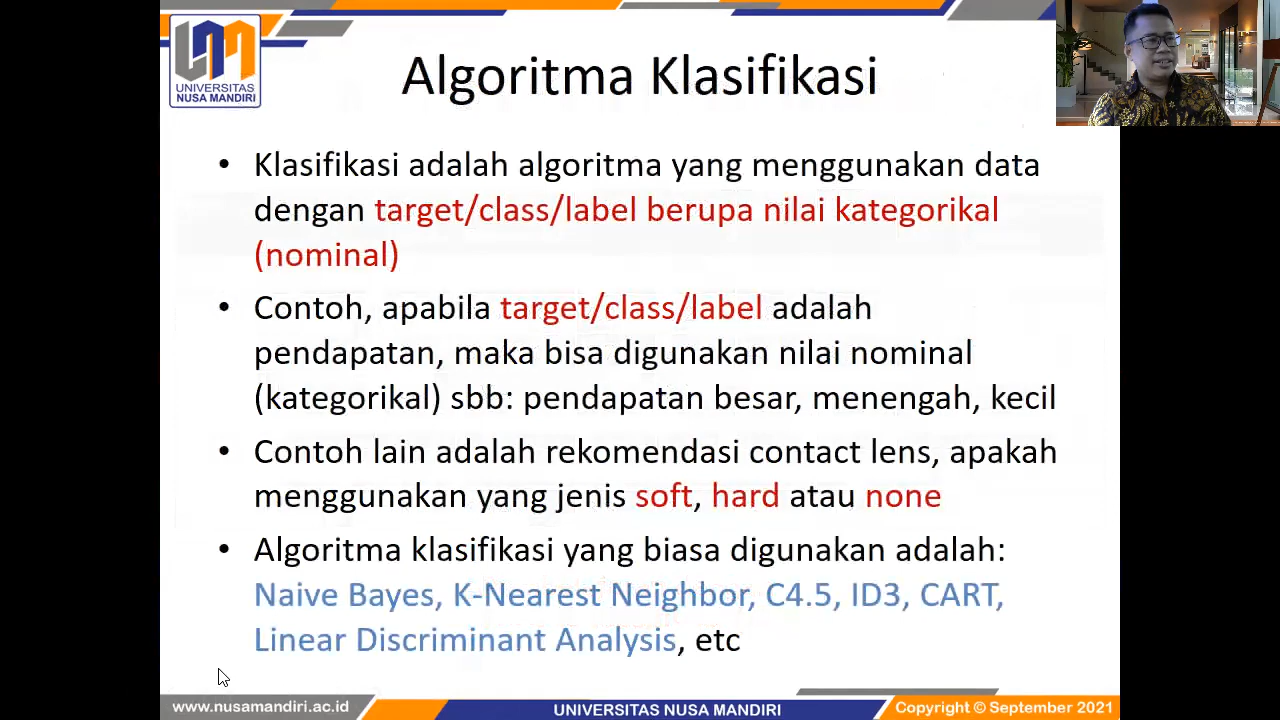 UNIVERSITAS
NUSA MANDIRI
Algoritma Klasifikasi
• Klasifikasi adalah algoritma yang menggunakan data
dengan target/class/label berupa nilai kategorikal
(nominal)
• Contoh, apabila target/class/label adalah
pendapatan, maka bisa digunakan nilai nominal
(kategorikal) sbb: pendapatan besar, menengah, kecil
• Contoh lain adalah rekomendasi contact lens, apakah
menggunakan yang jenis soft, hard atau none
• Algoritma klasifikasi yang biasa digunakan adalah:
Naive Bayes, K-Nearest Neighbor, C4.5, ID3, CART,
Linear Discriminant Analysis, etc
www.nusamandiri.ac.id
UNIVERSITAS NUSA MANDIRI
Copyright © September 2021